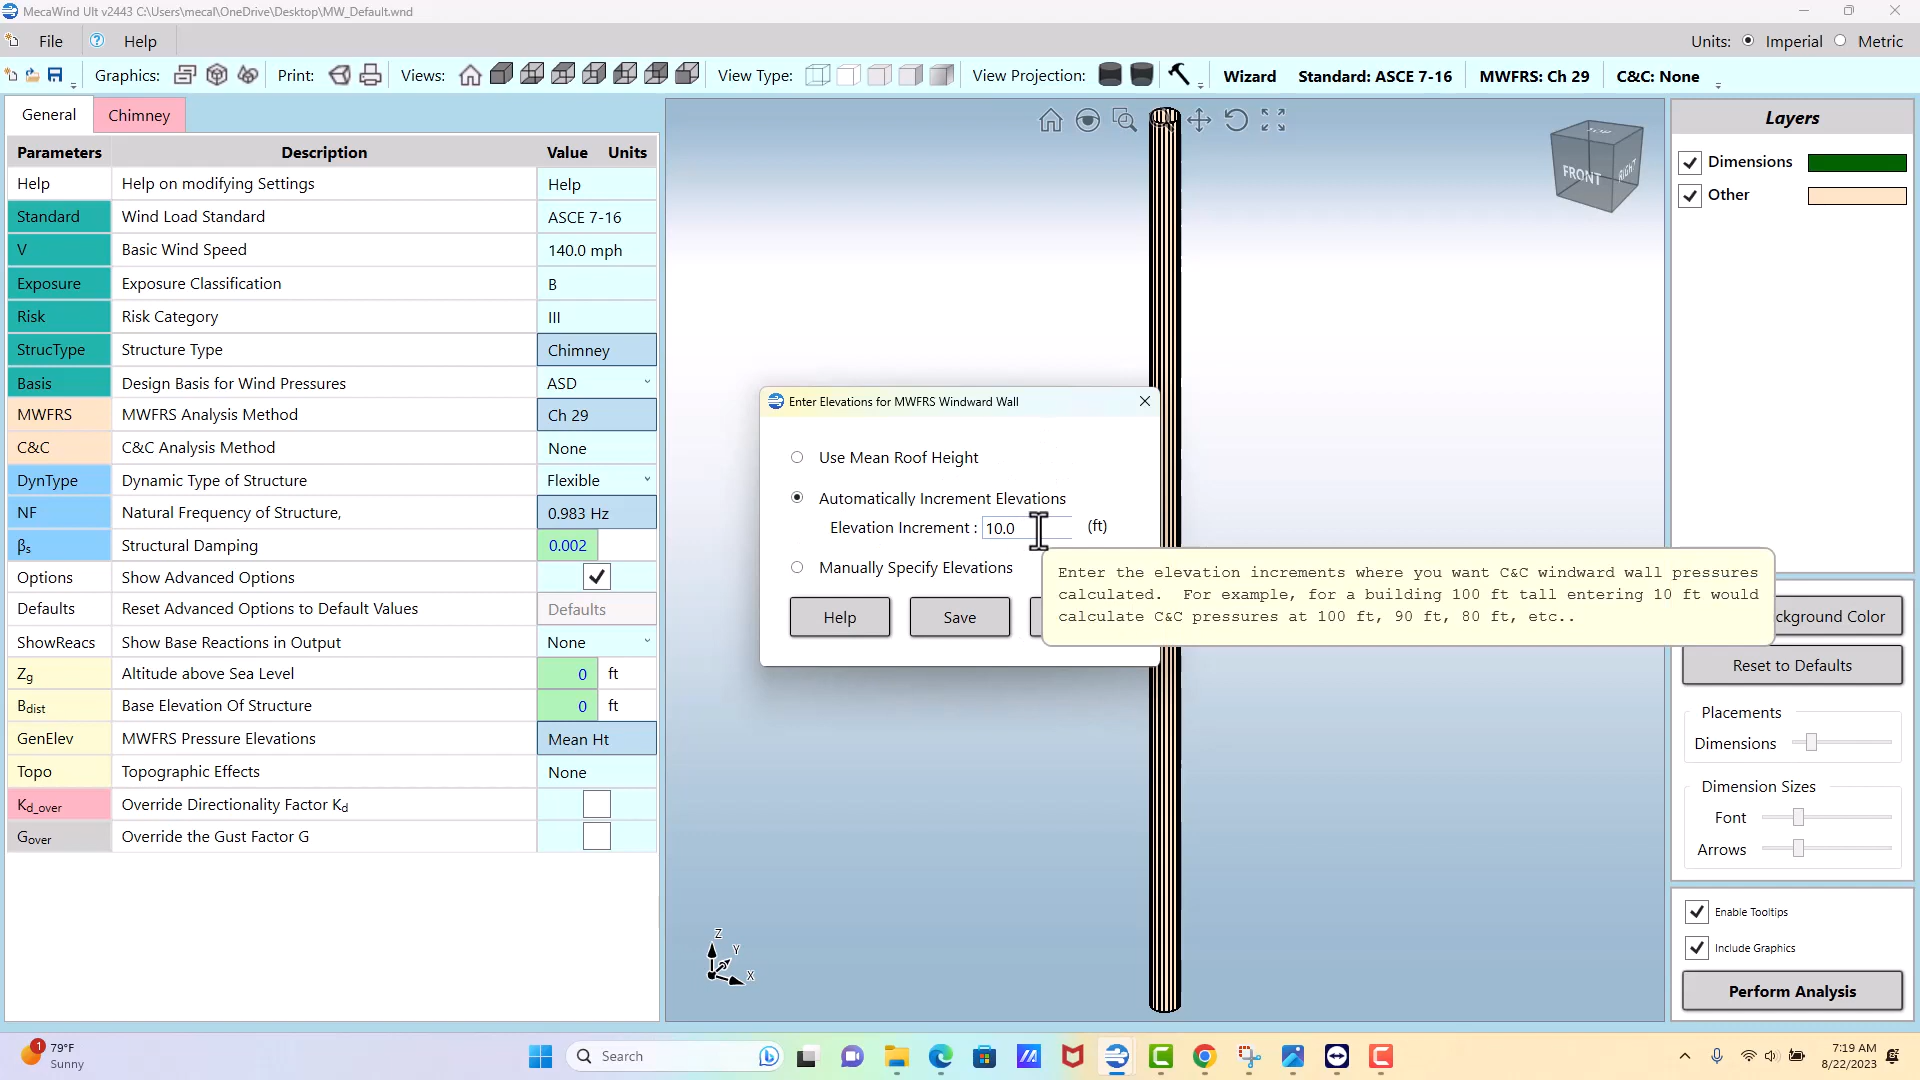 MecaWind Ult v2443 C:\Users\mecal\OneDrive\Desktop\MW_Default.wnd
File
Help
Units:
Imperial
Metric
Graphics:
Print:
Views:
View Type:
View Projection:
Wizard
Standard: ASCE 7-16
MWFRS: Ch 29
C&C: None
General
Chimney
Parameters Description Value Units
Help Help on modifying Settings Help
Standard Wind Load Standard ASCE 7-16
V Basic Wind Speed 140.0 mph
Exposure Exposure Classification B
Risk Risk Category III
StrucType Structure Type Chimney
Basis Design Basis for Wind Pressures ASD
MWFRS MWFRS Analysis Method Ch 29
C&C C&C Analysis Method None
DynType Dynamic Type of Structure Flexible
NF Natural Frequency of Structure, 0.983 Hz
βs Structural Damping 0.002
Options Show Advanced Options
Defaults Reset Advanced Options to Default Values Defaults
ShowReacs Show Base Reactions in Output None
Zg Altitude above Sea Level 0 ft
Bdist Base Elevation Of Structure 0 ft
GenElev MWFRS Pressure Elevations Mean Ht
Topo Topographic Effects None
Kd_over Override Directionality Factor Kd
Gover Override the Gust Factor G
TOP
FRONT
RIGHT
Enter Elevations for MWFRS Windward Wall
Use Mean Roof Height
Automatically Increment Elevations
Elevation Increment : 10.0 (ft)
Manually Specify Elevations
Help
Save
Enter the elevation increments where you want C&C windward wall pressures
calculated. For example, for a building 100 ft tall entering 10 ft would
calculate C&C pressures at 100 ft, 90 ft, 80 ft, etc..
Z
Y
X
Layers
Dimensions
Other
ckground Color
Reset to Defaults
Placements
Dimensions
Dimension Sizes
Font
Arrows
Enable Tooltips
Include Graphics
Perform Analysis
1
79°F
Sunny
Search
7:19 AM
8/22/2023